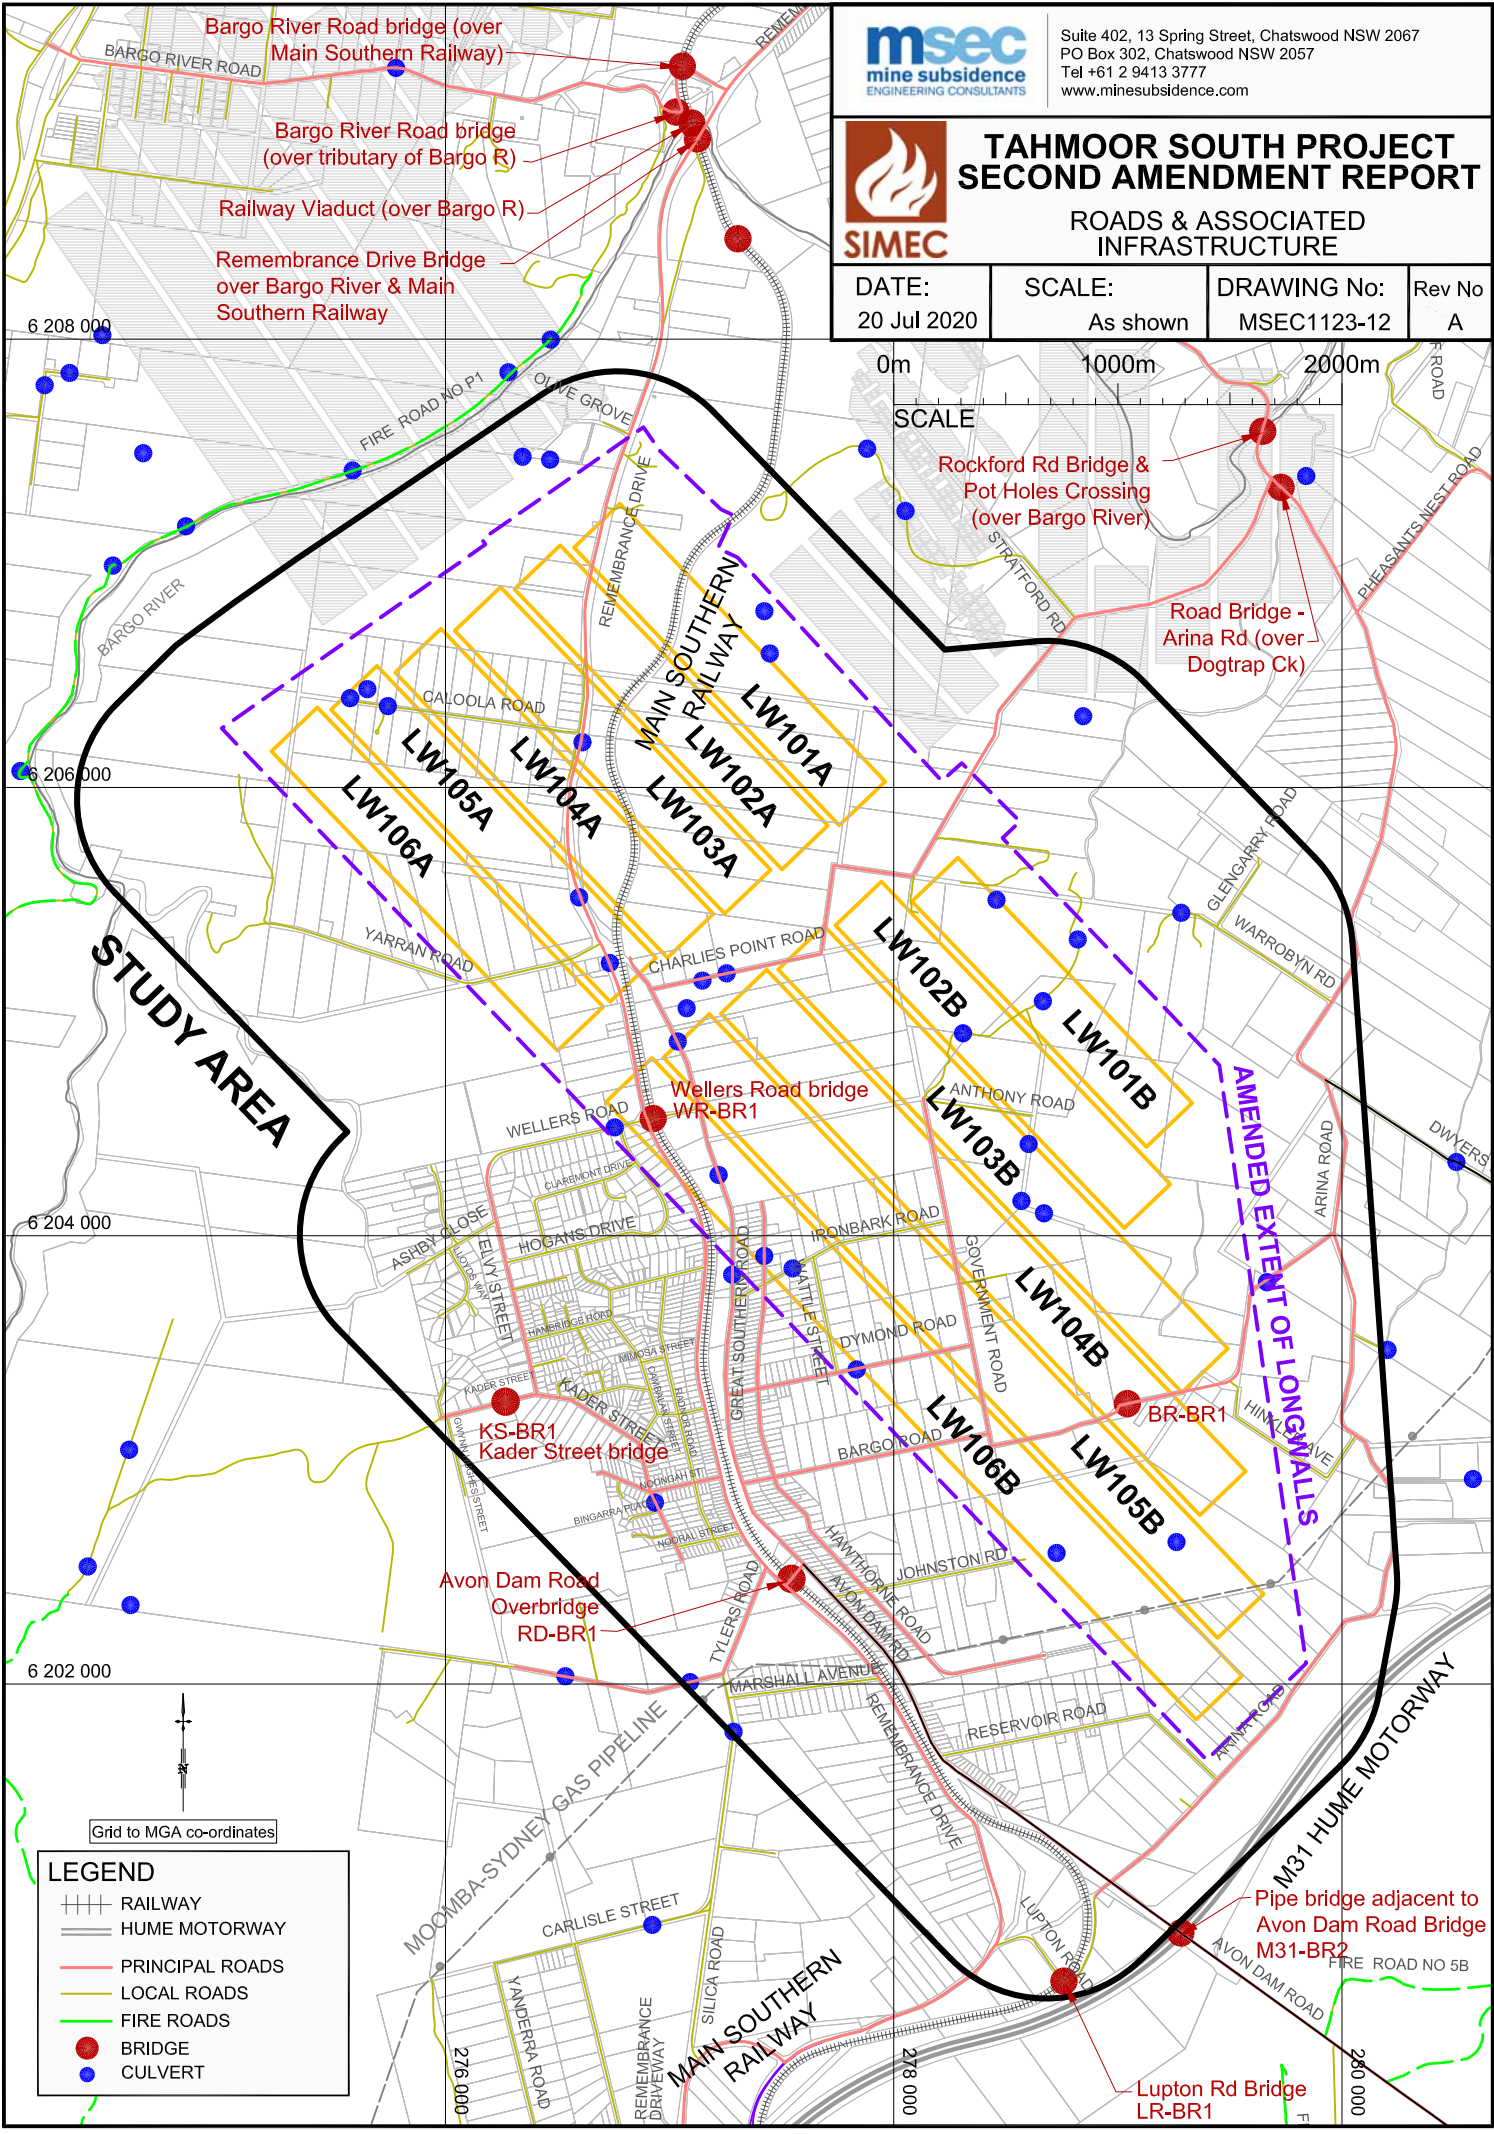 msec
mine subsidence
ENGINEERING CONSULTANTS
Suite 402, 13 Spring Street, Chatswood NSW 2067
PO Box 302, Chatswood NSW 2057
Tel +61 2 9413 3777
www.minesubsidence.com
SIMEC
TAHMOOR SOUTH PROJECT
SECOND AMENDMENT REPORT
ROADS & ASSOCIATED
INFRASTRUCTURE
DATE:
20 Jul 2020
SCALE:
As shown
DRAWING No:
MSEC1123-12
Rev No
A
0m
1000m
2000m
SCALE
Bargo River Road bridge (over
Main Southern Railway)
BARGO RIVER ROAD
Bargo River Road bridge
(over tributary of Bargo R)
Railway Viaduct (over Bargo R)
Remembrance Drive Bridge
over Bargo River & Main
Southern Railway
6 208 000
FIRE ROAD NO P1
OLIVE GROVE
BARGO RIVER
REMEMBRANCE DRIVE
MAIN SOUTHERN
RAILWAY
Rockford Rd Bridge &
Pot Holes Crossing
(over Bargo River)
STRATFORD RD
PHEASANTS NEST ROAD
Road Bridge -
Arina Rd (over
Dogtrap Ck)
CALOOLA ROAD
LW101A
LW102A
LW103A
LW104A
LW105A
LW106A
6 206 000
GLENGARRY ROAD
WARROBYN RD
YARRAN ROAD
CHARLIES POINT ROAD
STUDY AREA
LW102B
LW101B
LW103B
ANTHONY ROAD
AMENDED EXTENT OF LONGWALLS
ARINA ROAD
DWYERS
Wellers Road bridge
WR-BR1
WELLERS ROAD
CLAREMONT DRIVE
6 204 000
ASHBY CLOSE
HOGANS DRIVE
LLOYDS WAY
ELVY STREET
IRONBARK ROAD
GREAT SOUTHERN ROAD
WATTLE STREET
GOVERNMENT ROAD
LW104B
HAMBRIDGE ROAD
MIMOSA STREET
DYMOND ROAD
KADER STREET
KADER STREET
RADNOR ROAD
KS-BR1
Kader Street bridge
BR-BR1
HINKLER AVE
LW106B
LW105B
BARGO ROAD
NOONGAH ST
BINGARRA PLACE
NOORAL STREET
HAWTHORNE ROAD
JOHNSTON RD
AVON DAM RD
Avon Dam Road
Overbridge
RD-BR1
TYLERS ROAD
6 202 000
MARSHALL AVENUE
RESERVOIR ROAD
ARINA ROAD
REMEMBRANCE DRIVE
M31 HUME MOTORWAY
MOOMBA-SYDNEY GAS PIPELINE
N
Grid to MGA co-ordinates
LEGEND
RAILWAY
HUME MOTORWAY
PRINCIPAL ROADS
LOCAL ROADS
FIRE ROADS
BRIDGE
CULVERT
CARLISLE STREET
YANDERRA ROAD
SILICA ROAD
REMEMBRANCE
DRIVEWAY
MAIN SOUTHERN
RAILWAY
LUPTON ROAD
Pipe bridge adjacent to
Avon Dam Road Bridge
M31-BR2
AVON DAM ROAD
FIRE ROAD NO 5B
Lupton Rd Bridge
LR-BR1
276 000
278 000
280 000